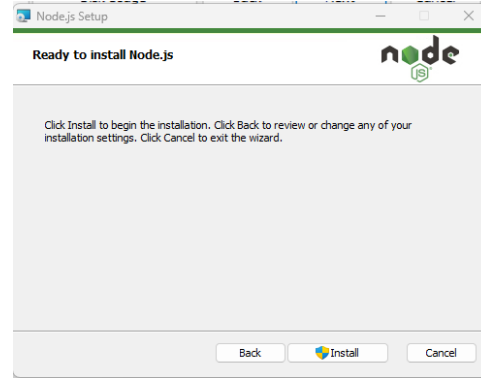 Node.js Setup
Ready to install Node.js
node
JS
Click Install to begin the installation. Click Back to review or change any of your
installation settings. Click Cancel to exit the wizard.
Back
Install
Cancel